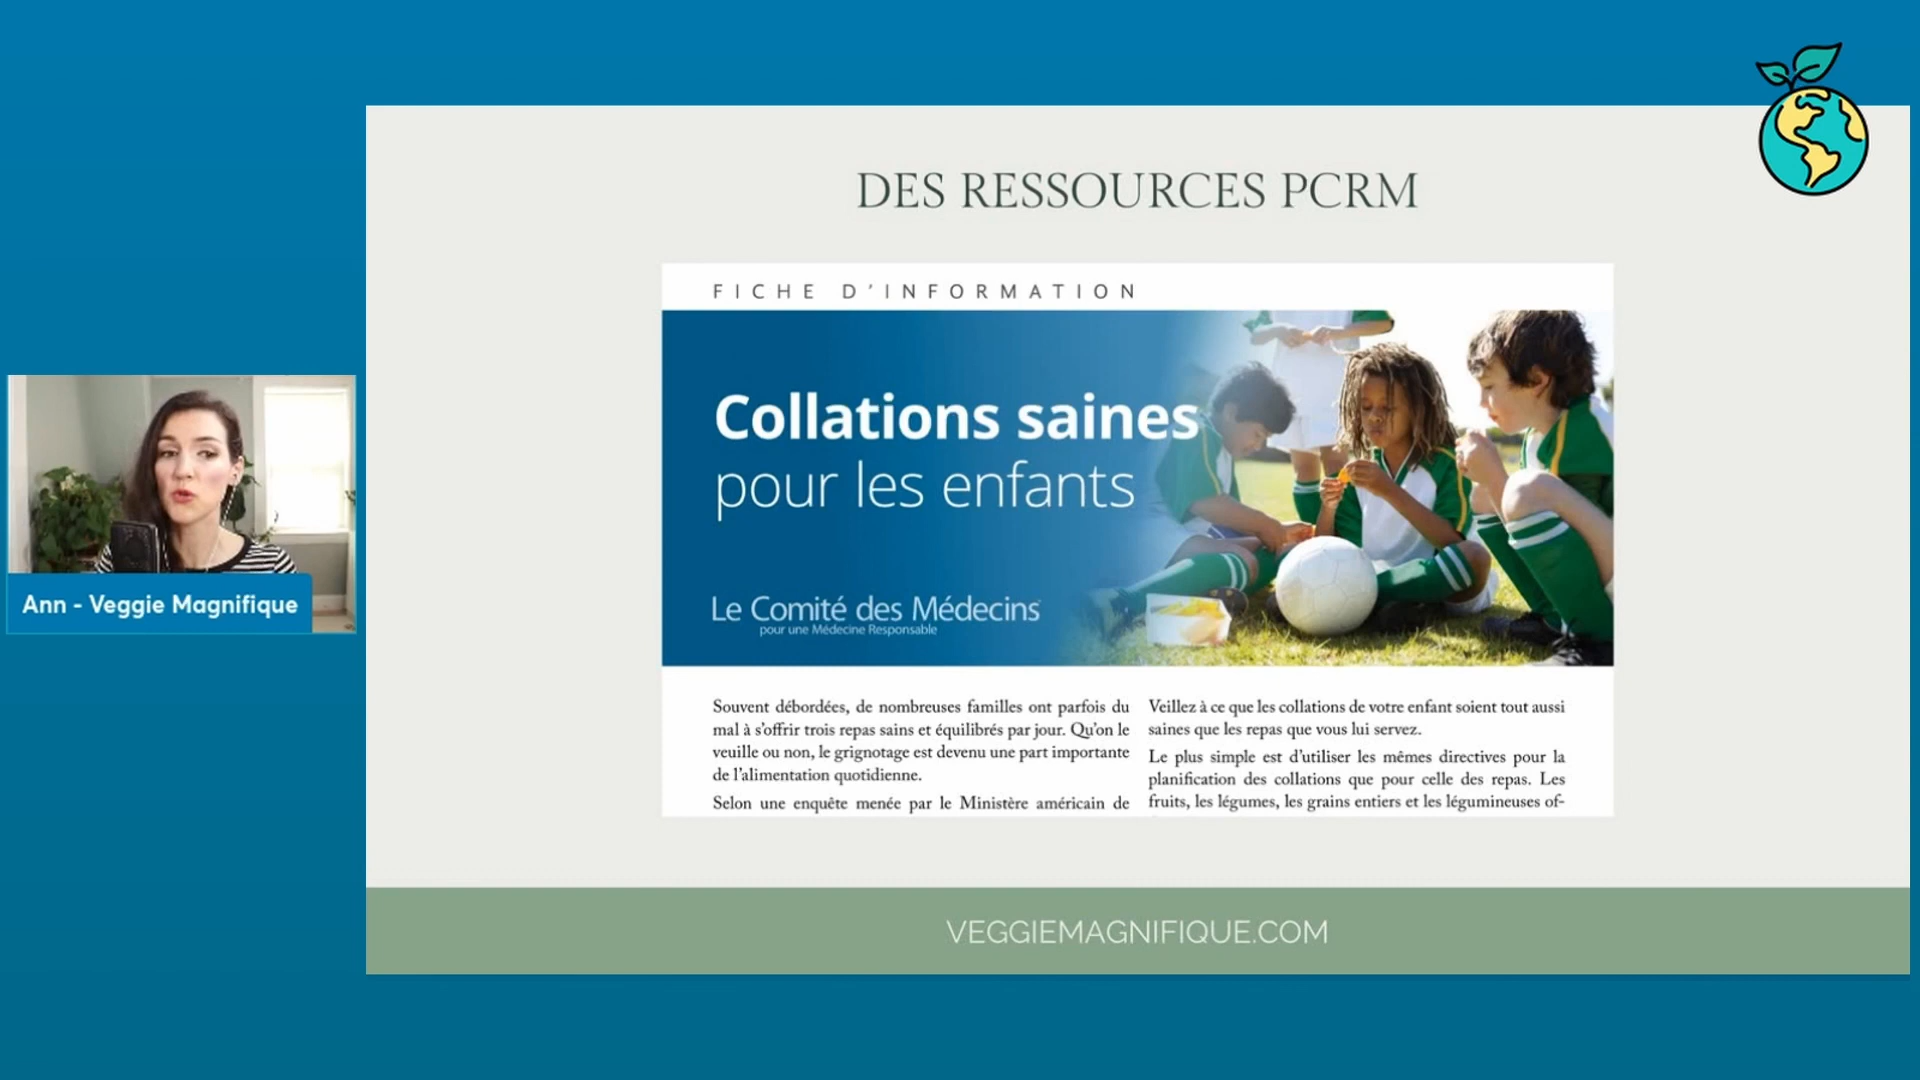 DES RESSOURCES PCRM
FICHE D'INFORMATION
Collations saines
pour les enfants
Le Comité des Médecins
pour une Médecine Responsable
Souvent débordées, de nombreuses familles ont parfois du
mal à s'offrir trois repas sains et équilibrés par jour. Qu'on le
veuille ou non, le grignotage est devenu une part importante
de l'alimentation quotidienne.
Selon une enquête menée par le Ministère américain de
Veillez à ce que les collations de votre enfant soient tout aussi
saines que les repas que vous lui servez.
Le plus simple est d'utiliser les mêmes directives pour la
planification des collations que pour celle des repas. Les
fruits, les légumes, les grains entiers et les légumineuses of-
Ann - Veggie Magnifique
VEGGIEMAGNIFIQUE.COM